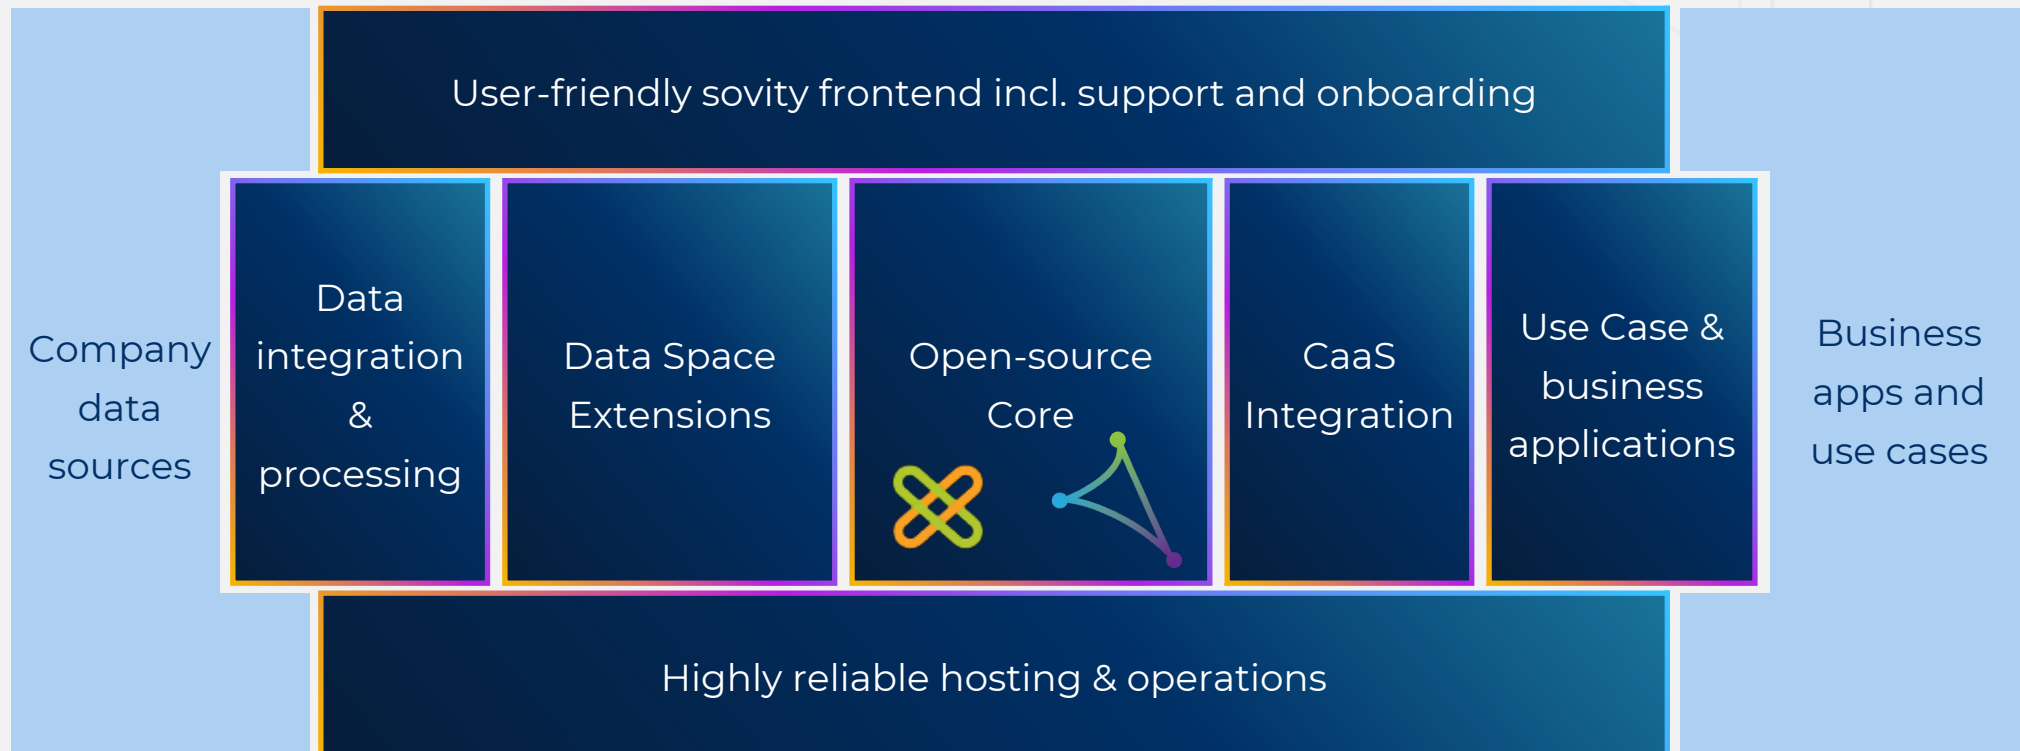 User-friendly sovity frontend incl. support and onboarding
Company
data
sources
Data
integration
&
processing
Data Space
Extensions
Open-source
Core
CaaS
Integration
Use Case &
business
applications
Business
apps and
use cases
Highly reliable hosting & operations